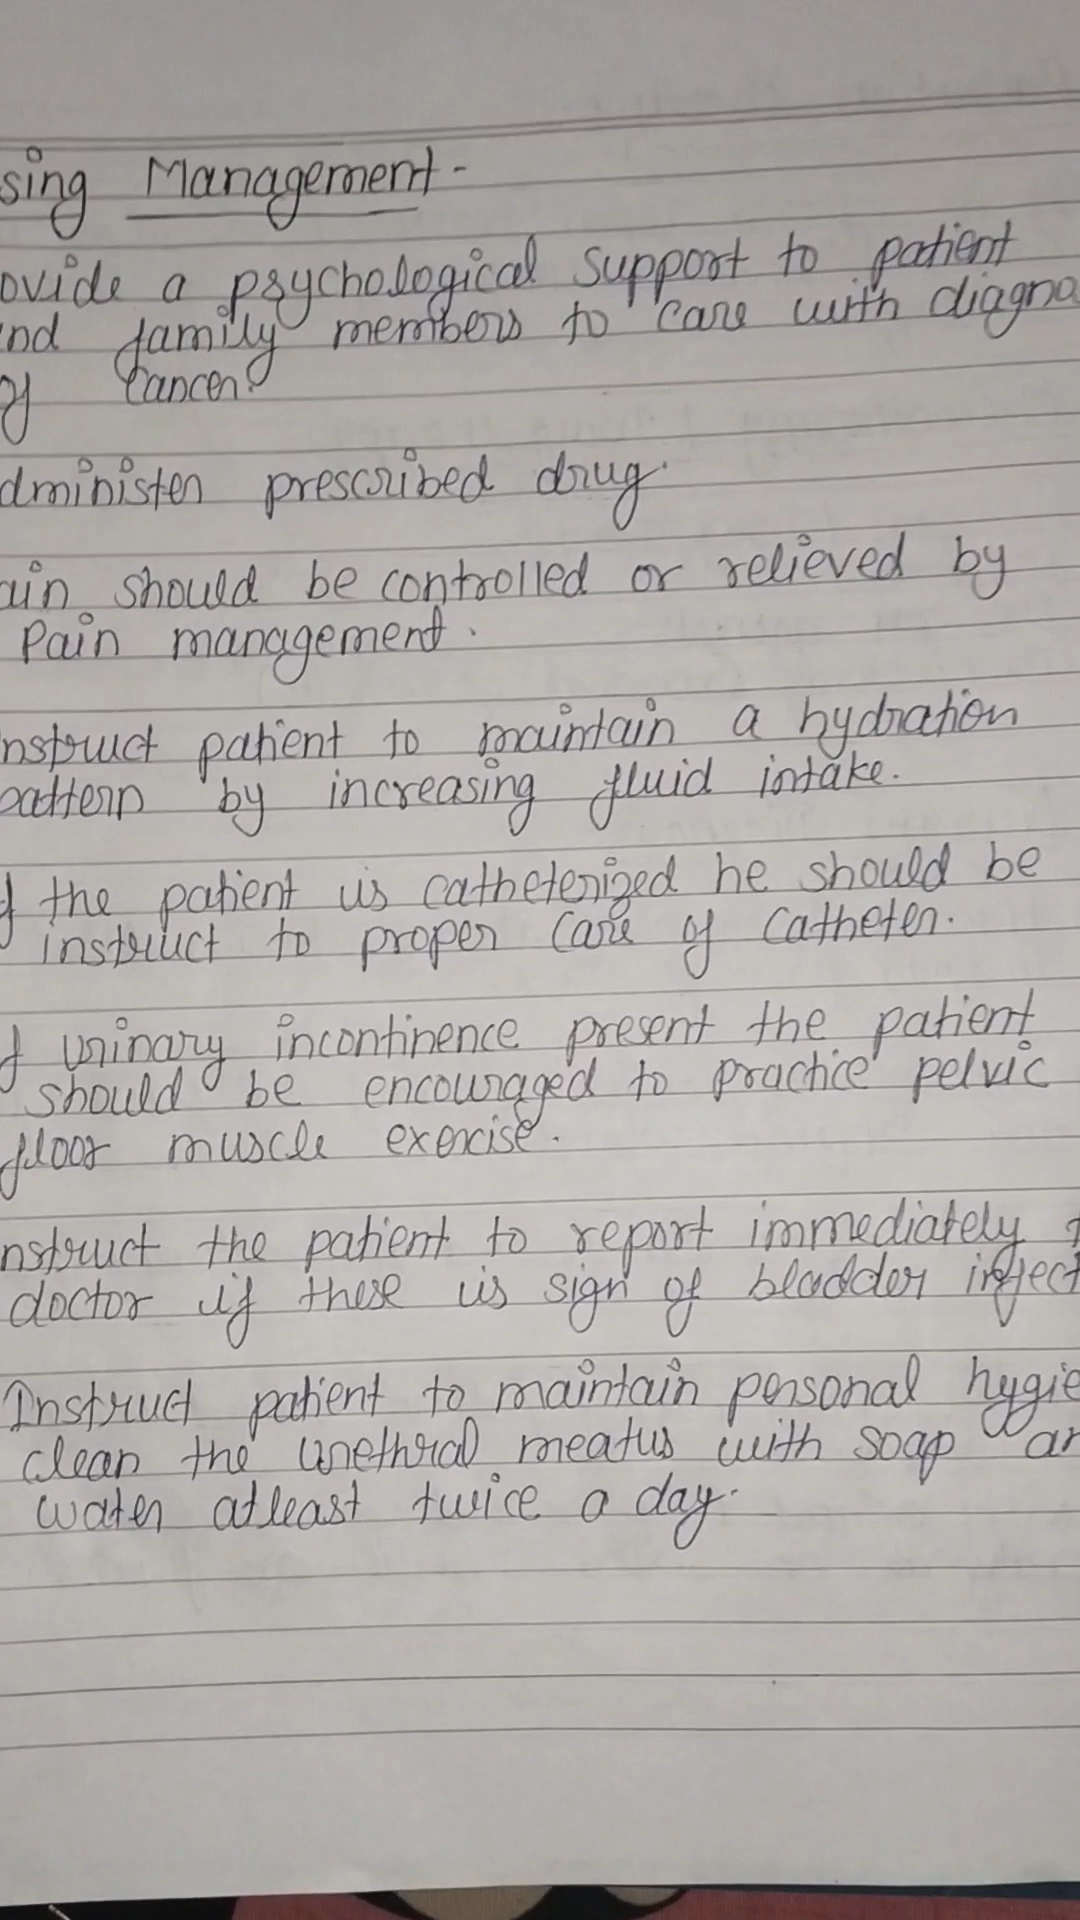 sing Management -
ovide a psychological support to patient
nd family members to care with diagno
of Cancer.
dminister prescribed drug.
ain should be controlled or relieved by
Pain management.
nstruct patient to maintain a hydration
pattern by increasing fluid intake.
f the patient is catheterized he should be
instruct to proper care of catheter.
f urinary incontinence present the patient
should be encouraged to practice pelvic
floor muscle exercise.
nstruct the patient to report immediately t
doctor if there is sign of bladder infect
Instruct patient to maintain personal hygie
clean the urethral meatus with soap an
water atleast twice a day.